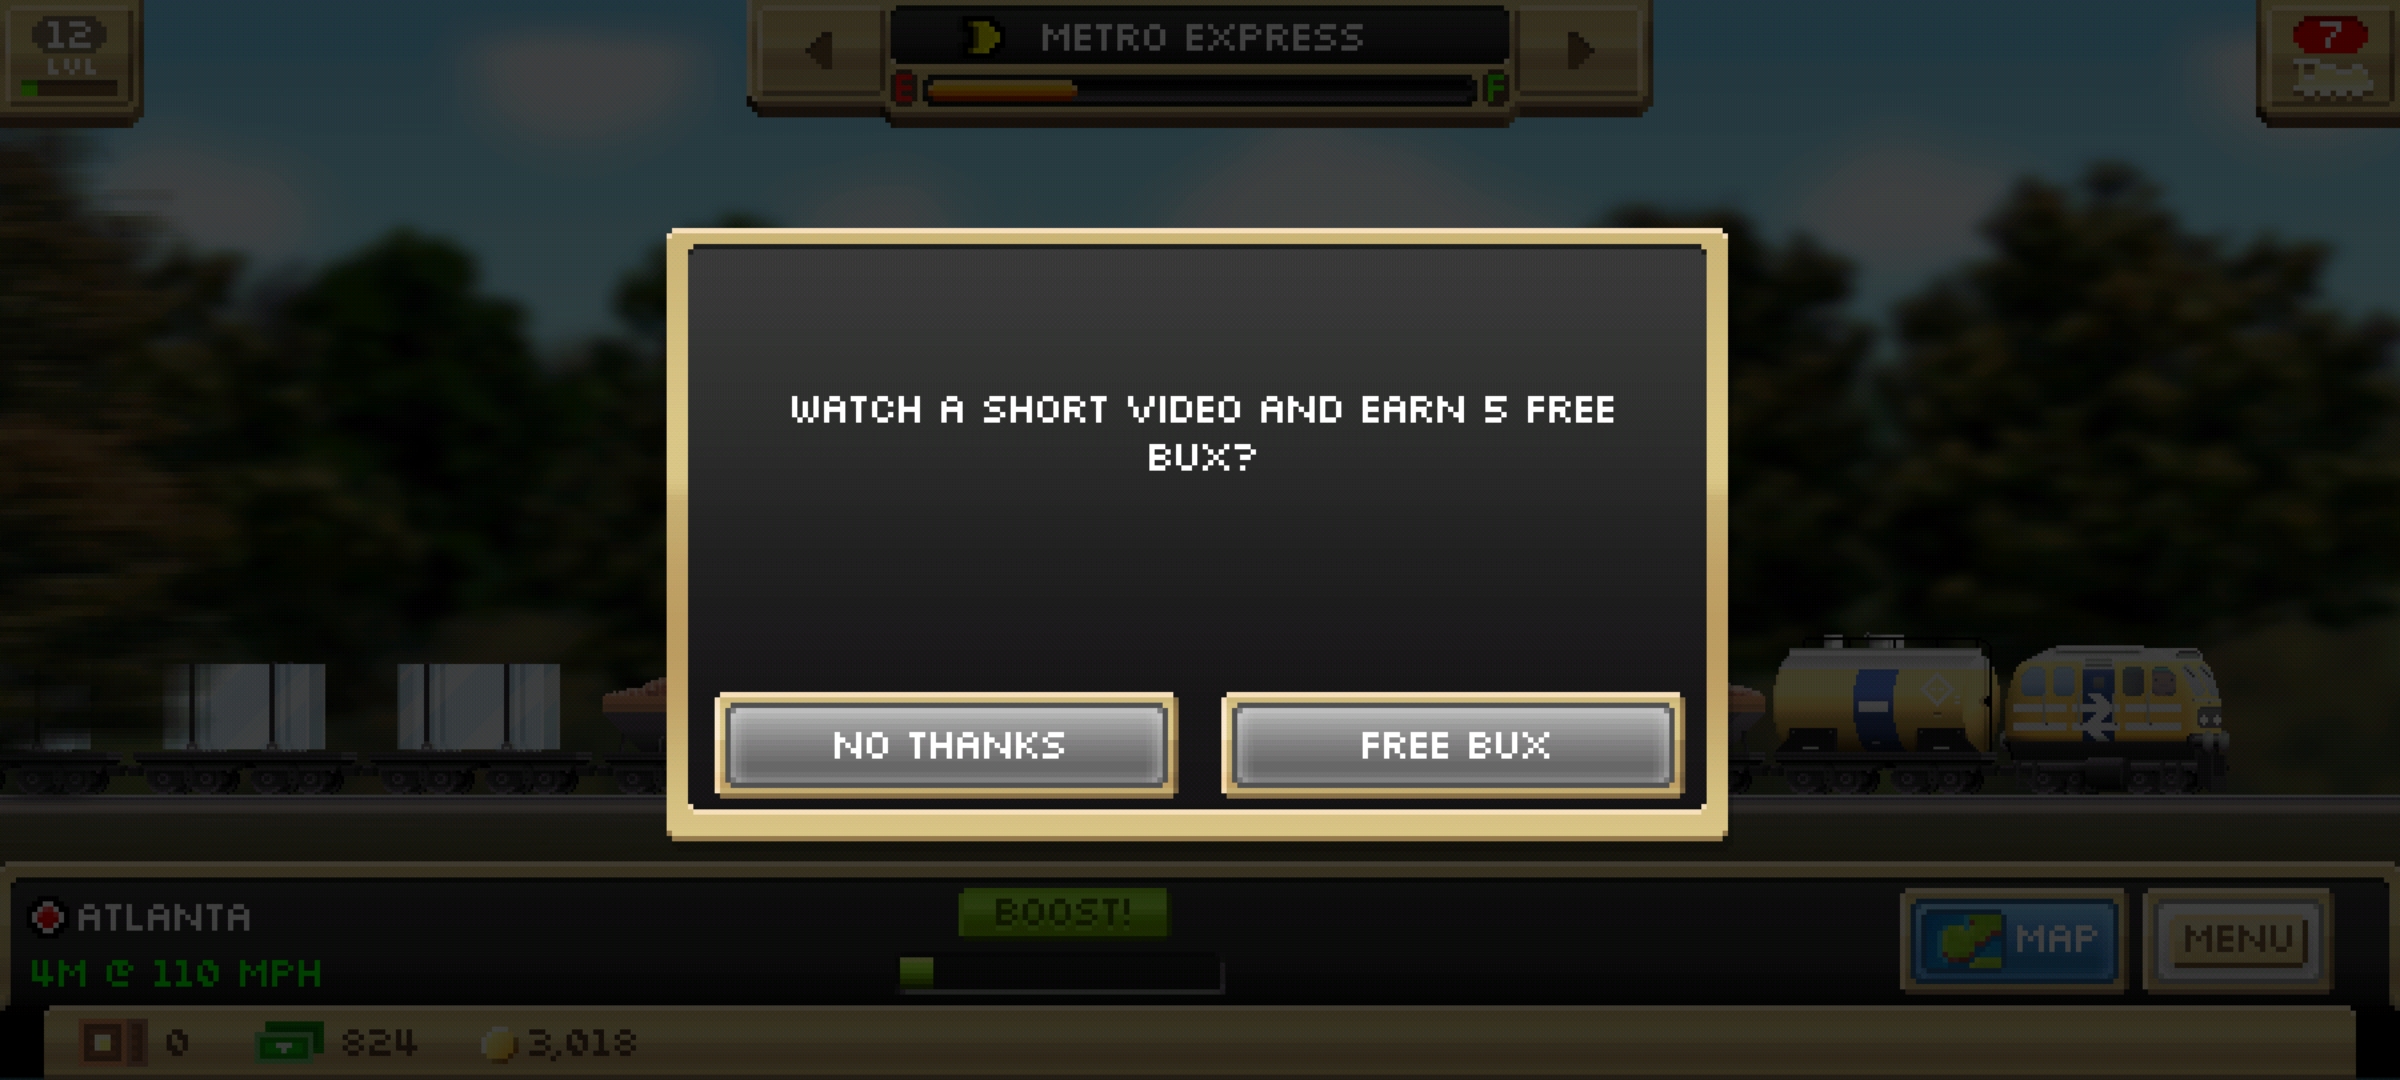 12
LVL
METRO EXPRESS
E F
7
WATCH A SHORT VIDEO AND EARN 5 FREE
BUX?
NO THANKS FREE BUX
ATLANTA
4M @ 110 MPH
BOOST!
MAP MENU
0 824 3,018